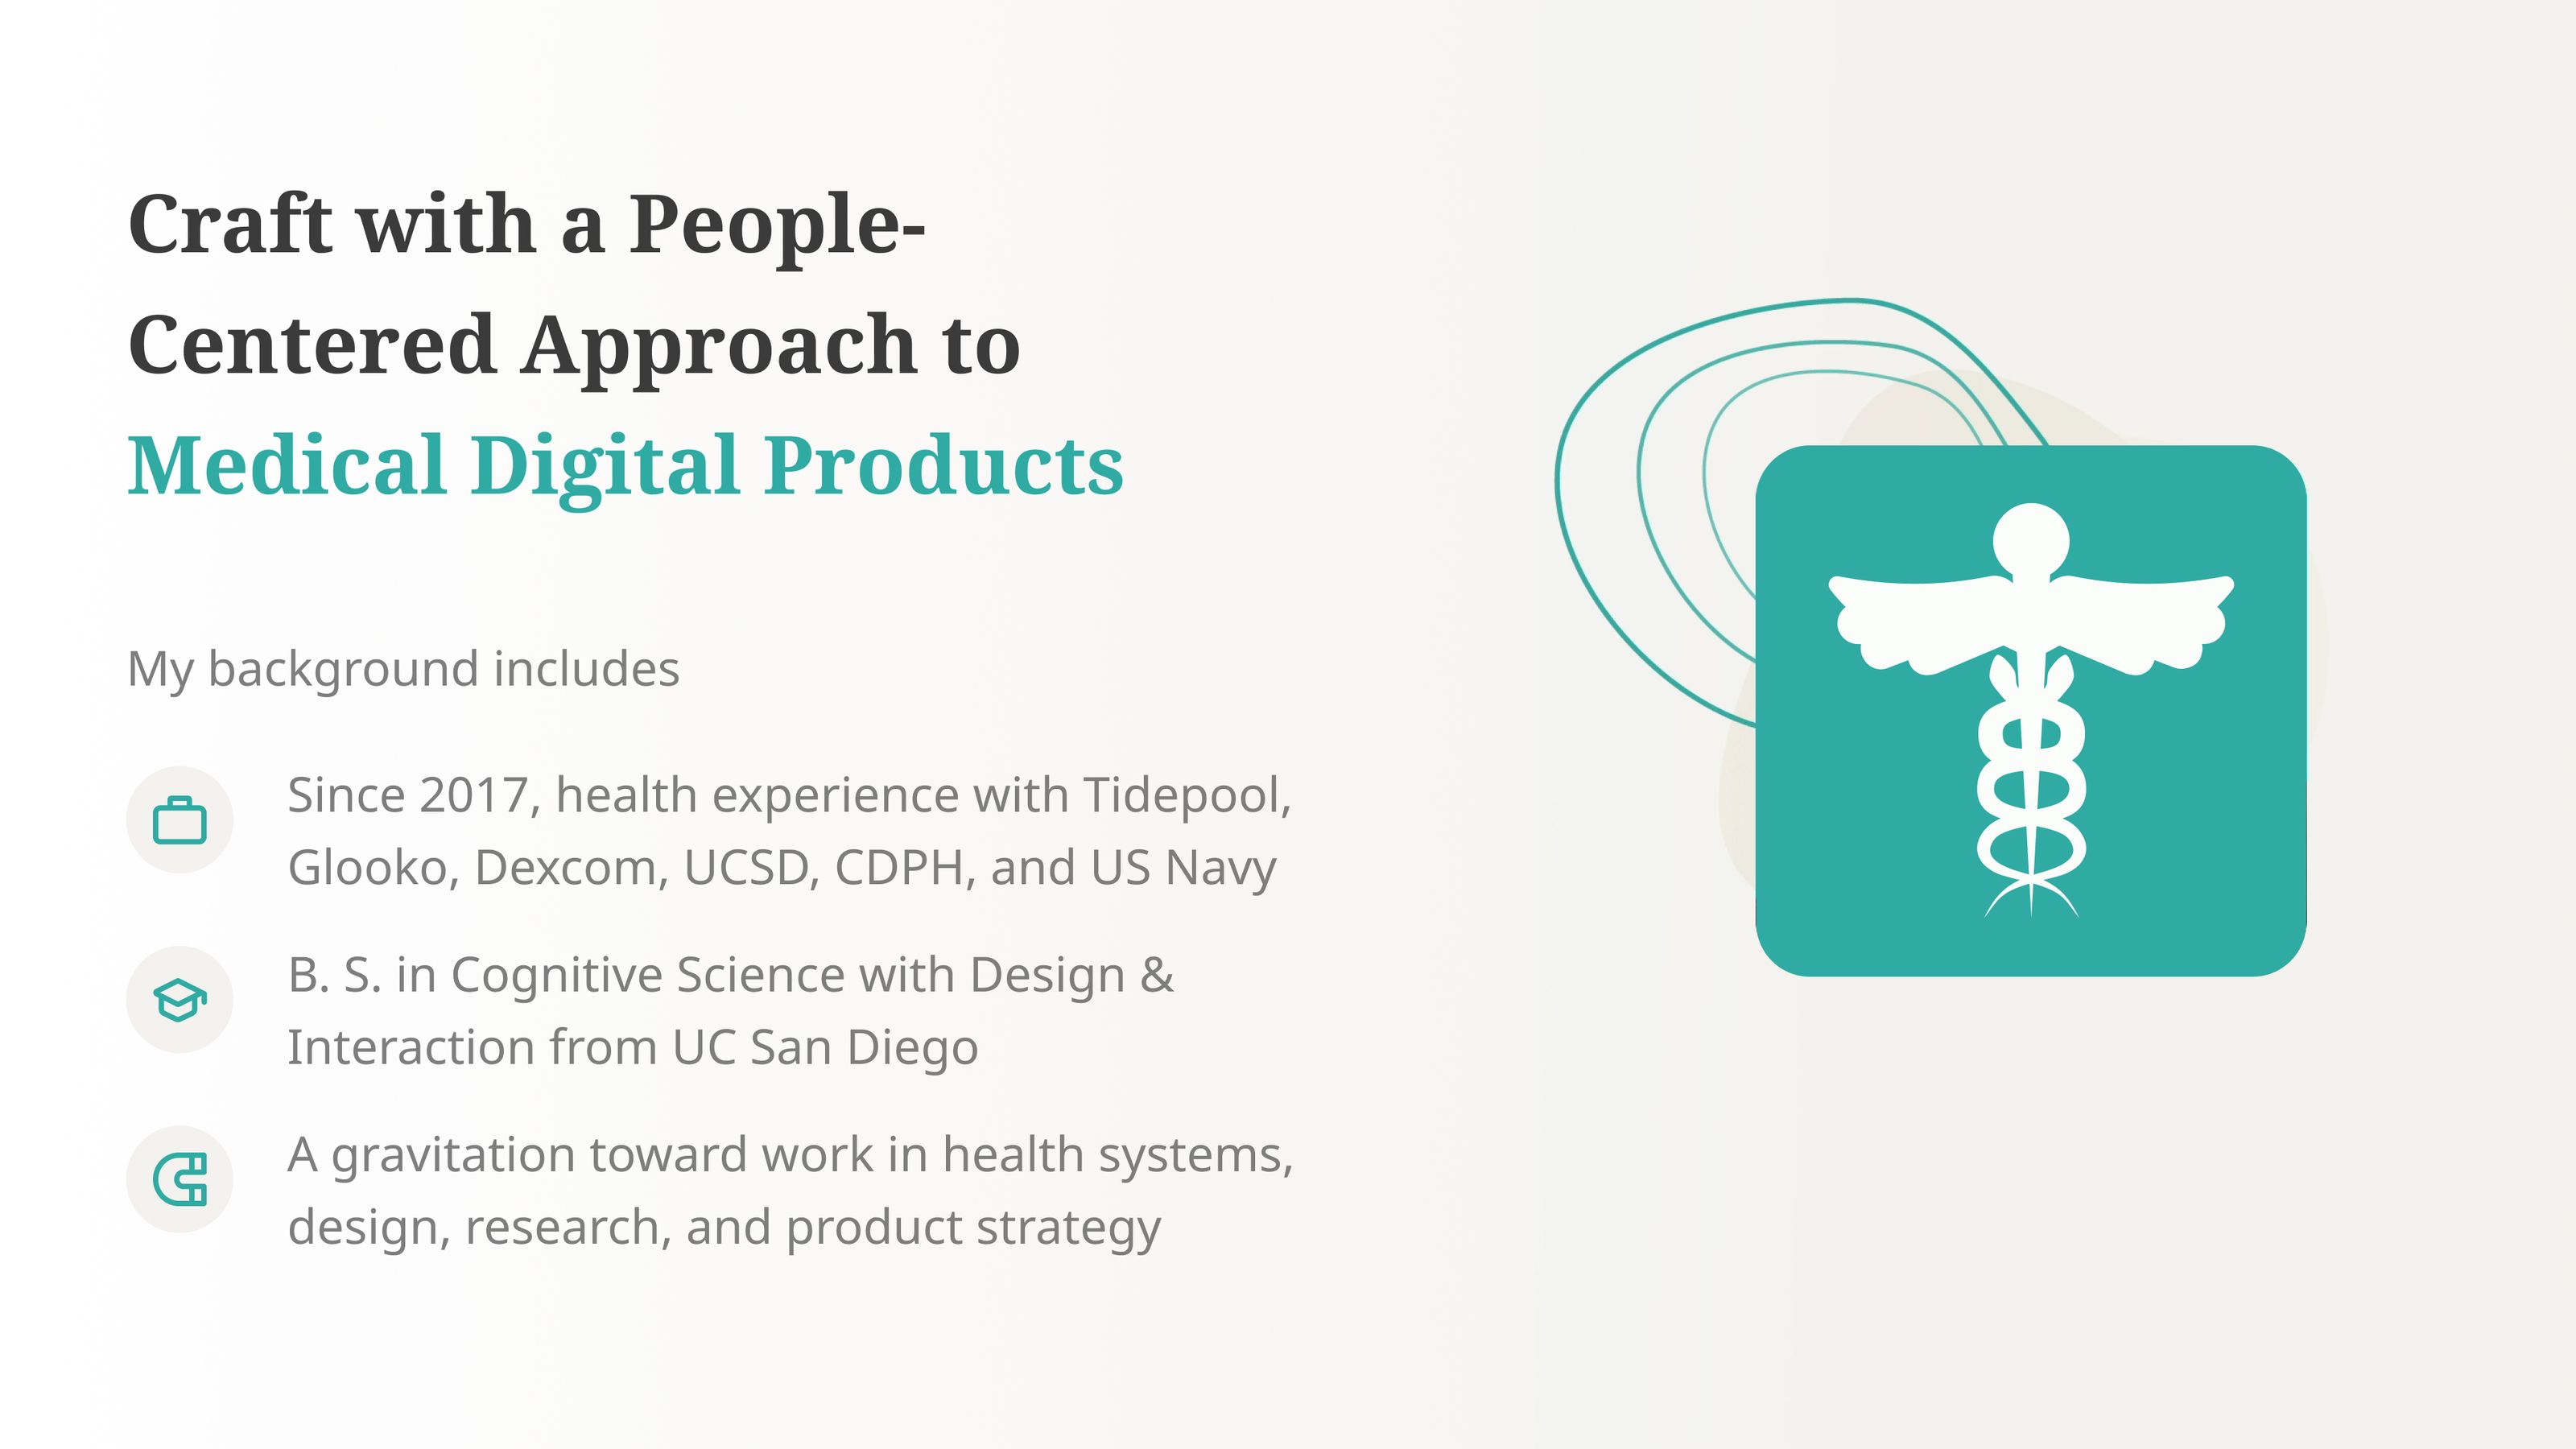 Craft with a People-
Centered Approach to
Medical Digital Products
My background includes
Since 2017, health experience with Tidepool,
Glooko, Dexcom, UCSD, CDPH, and US Navy
B. S. in Cognitive Science with Design &
Interaction from UC San Diego
A gravitation toward work in health systems,
design, research, and product strategy